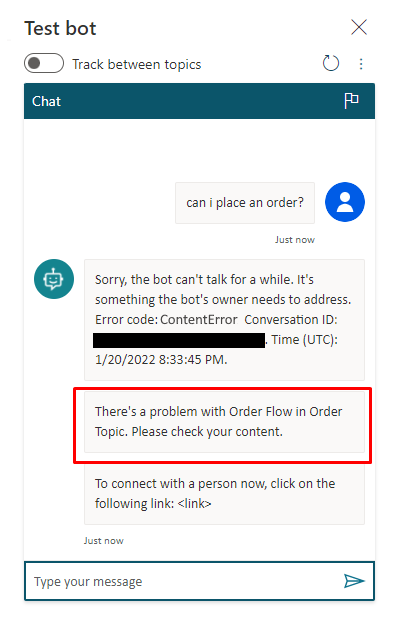 Test bot
Track between topics
Chat
can i place an order?
Just now
Sorry, the bot can't talk for a while. It's
something the bot's owner needs to address.
Error code: ContentError Conversation ID:
. Time (UTC):
1/20/2022 8:33:45 PM.
There's a problem with Order Flow in Order
Topic. Please check your content.
To connect with a person now, click on the
following link: <link>
Just now
Type your message